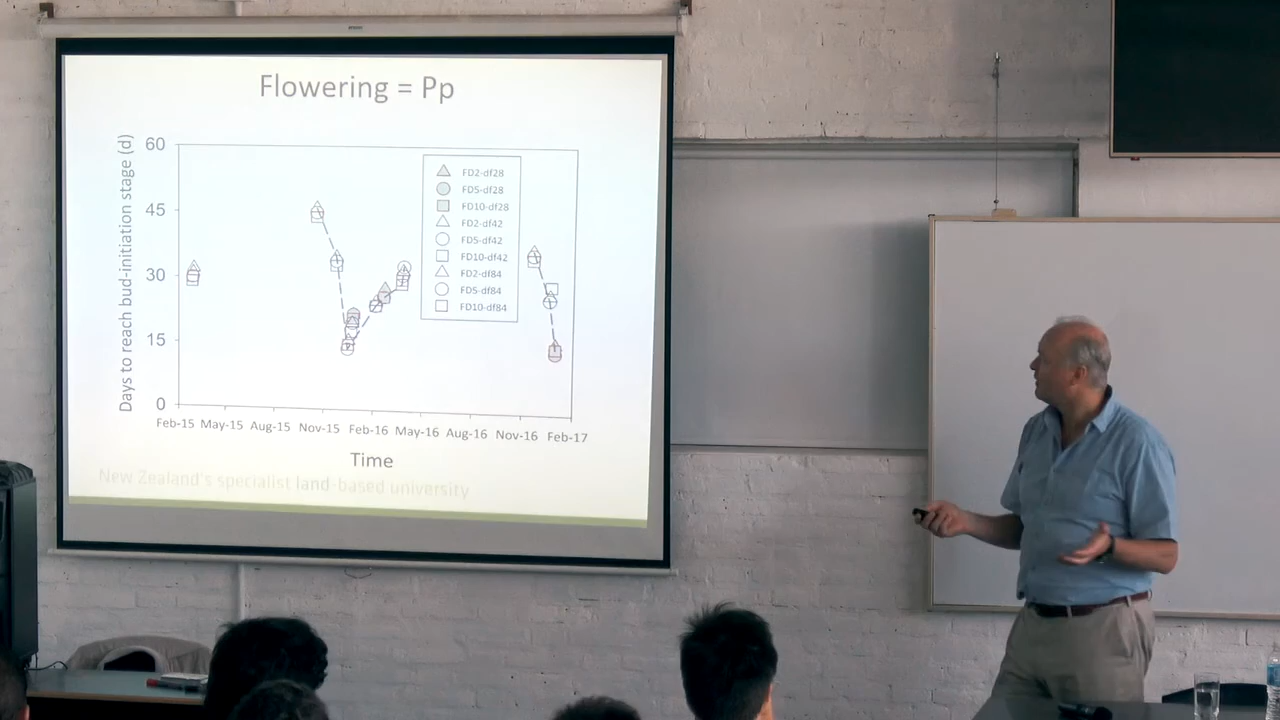 Flowering = Pp
Days to reach bud-initiation stage (d)
60
45
30
15
0
FD2-df28
FD5-df28
FD10-df28
FD2-df42
FD5-df42
FD10-df42
FD2-df84
FD5-df84
FD10-df84
Feb-15 May-15 Aug-15 Nov-15 Feb-16 May-16 Aug-16 Nov-16 Feb-17
Time
New Zealand's specialist land-based university